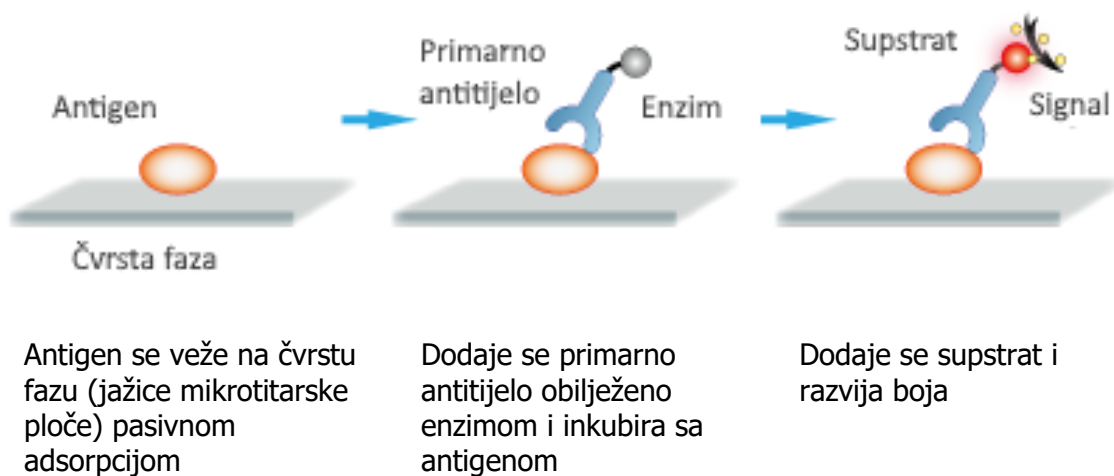 Antigen
Čvrsta faza
Primarno
antitijelo
Enzim
Supstrat
Signal
Antigen se veže na čvrstu
fazu (jažice mikrotitarske
ploče) pasivnom
adsorpcijom
Dodaje se primarno
antitijelo obilježeno
enzimom i inkubira sa
antigenom
Dodaje se supstrat i
razvija boja